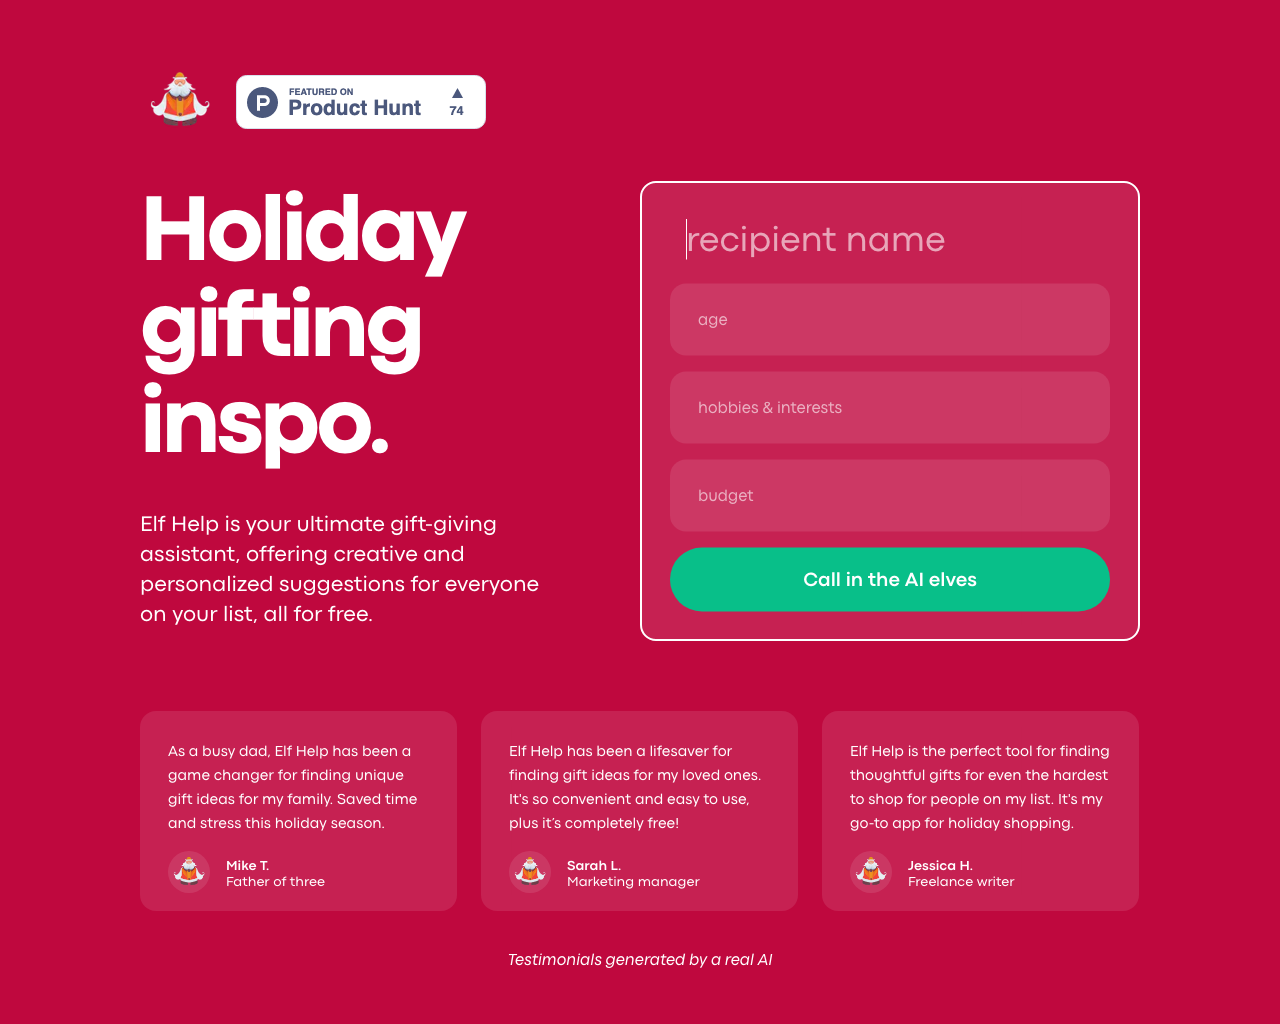 FEATURED ON
Product Hunt
74
Holiday
gifting
inspo.
Elf Help is your ultimate gift-giving
assistant, offering creative and
personalized suggestions for everyone
on your list, all for free.
recipient name
age
hobbies & interests
budget
Call in the AI elves
As a busy dad, Elf Help has been a
game changer for finding unique
gift ideas for my family. Saved time
and stress this holiday season.
Mike T.
Father of three
Elf Help has been a lifesaver for
finding gift ideas for my loved ones.
It's so convenient and easy to use,
plus it’s completely free!
Sarah L.
Marketing manager
Elf Help is the perfect tool for finding
thoughtful gifts for even the hardest
to shop for people on my list. It's my
go-to app for holiday shopping.
Jessica H.
Freelance writer
Testimonials generated by a real AI